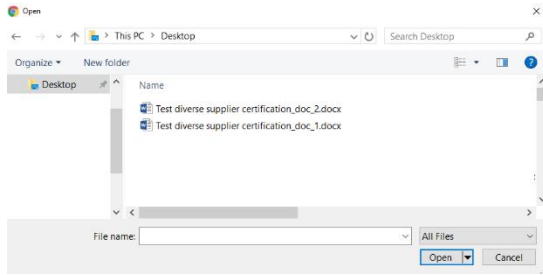 Open
This PC > Desktop
Search Desktop
Organize
New folder
Desktop
Name
Test diverse supplier certification_doc_2.docx
Test diverse supplier certification_doc_1.docx
File name:
All Files
Open
Cancel